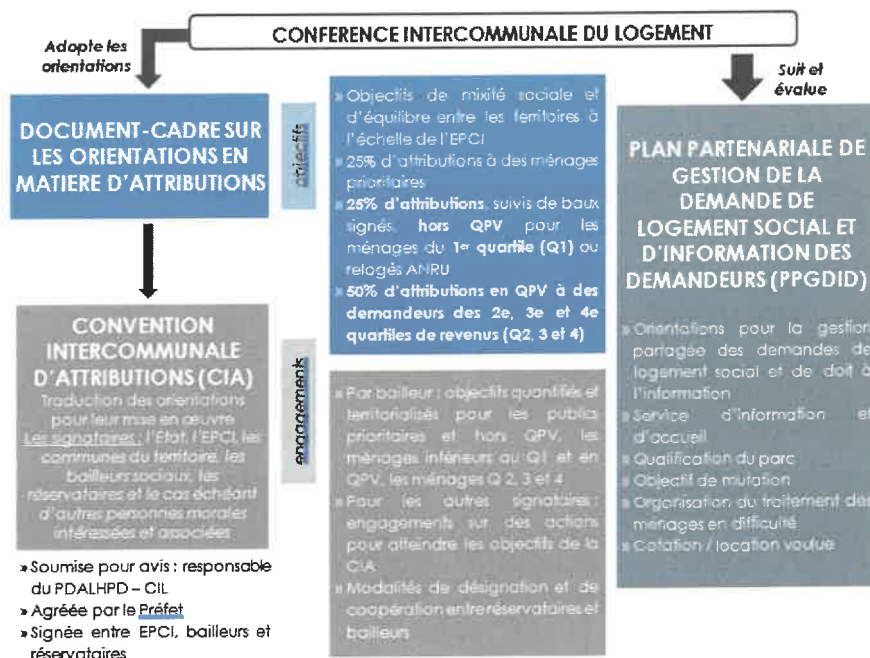 CONFERENCE INTERCOMMUNALE DU LOGEMENT
Adopte les
orientations
Suit et
évalue
DOCUMENT-CADRE SUR
LES ORIENTATIONS EN
MATIERE D'ATTRIBUTIONS
objectifs
» Objectifs de mixité sociale et
d'équilibre entre les territoires à
l'échelle de l'EPCI
» 25% d'attributions à des ménages
prioritaires
» 25% d'attributions, suivis de baux
signés, hors QPV pour les
ménages du 1er quartile (Q1) ou
relogés ANRU
» 50% d'attributions en QPV à des
demandeurs des 2e, 3e et 4e
quartiles de revenus (Q2, 3 et 4)
CONVENTION
INTERCOMMUNALE
D'ATTRIBUTIONS (CIA)
Traduction des orientations
pour leur mise en œuvre
Les signataires : l'État, l'EPCI, les
communes du territoire, les
bailleurs sociaux, les
réservataires et le cas échéant
d'autres personnes morales
intéressées et associées
» Soumise pour avis : responsable
du PDALHPD – CIL
» Agréée par le Préfet
» Signée entre EPCI, bailleurs et
réservataires
engagements
» Par bailleur : objectifs quantifiés et
territorialisés pour les publics
prioritaires et hors QPV, les
ménages inférieurs au Q1 et en
QPV, les ménages Q 2, 3 et 4
» Pour les autres signataires :
engagements sur des actions
pour atteindre les objectifs de la
CIA
» Modalités de désignation et de
coopération entre réservataires et
bailleurs
PLAN PARTENARIALE DE
GESTION DE LA
DEMANDE DE
LOGEMENT SOCIAL ET
D'INFORMATION DES
DEMANDEURS (PPGDID)
» Orientations pour la gestion
partagée des demandes de
logement social et de doit à
l'information
» Service d'information et
d'accueil
» Qualification du parc
» Objectif de mutation
» Organisation du traitement des
ménages en difficulté
» Cotation / location voulue